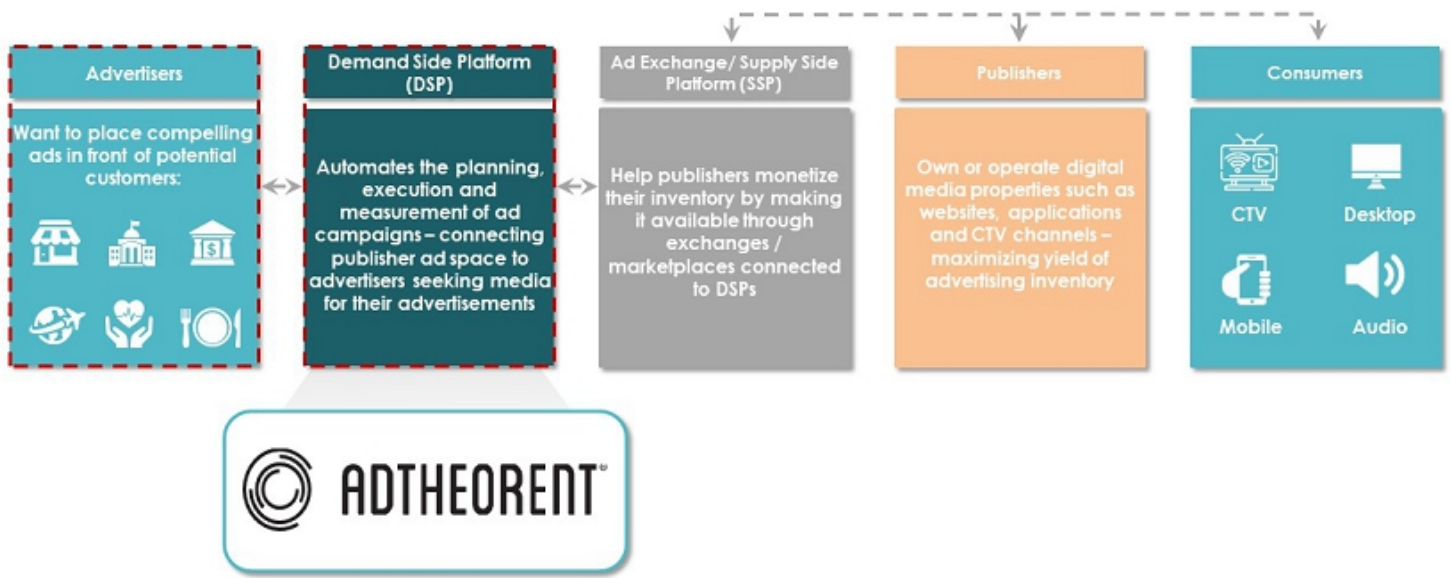 Advertisers
Want to place compelling
ads in front of potential
customers:
Demand Side Platform
(DSP)
Automates the planning,
execution and
measurement of ad
campaigns – connecting
publisher ad space to
advertisers seeking media
for their advertisements
Ad Exchange/ Supply Side
Platform (SSP)
Help publishers monetize
their inventory by making
it available through
exchanges /
marketplaces connected
to DSPs
Publishers
Own or operate digital
media properties such as
websites, applications
and CTV channels –
maximizing yield of
advertising inventory
Consumers
CTV
Desktop
Mobile
Audio
ADTHEORENT